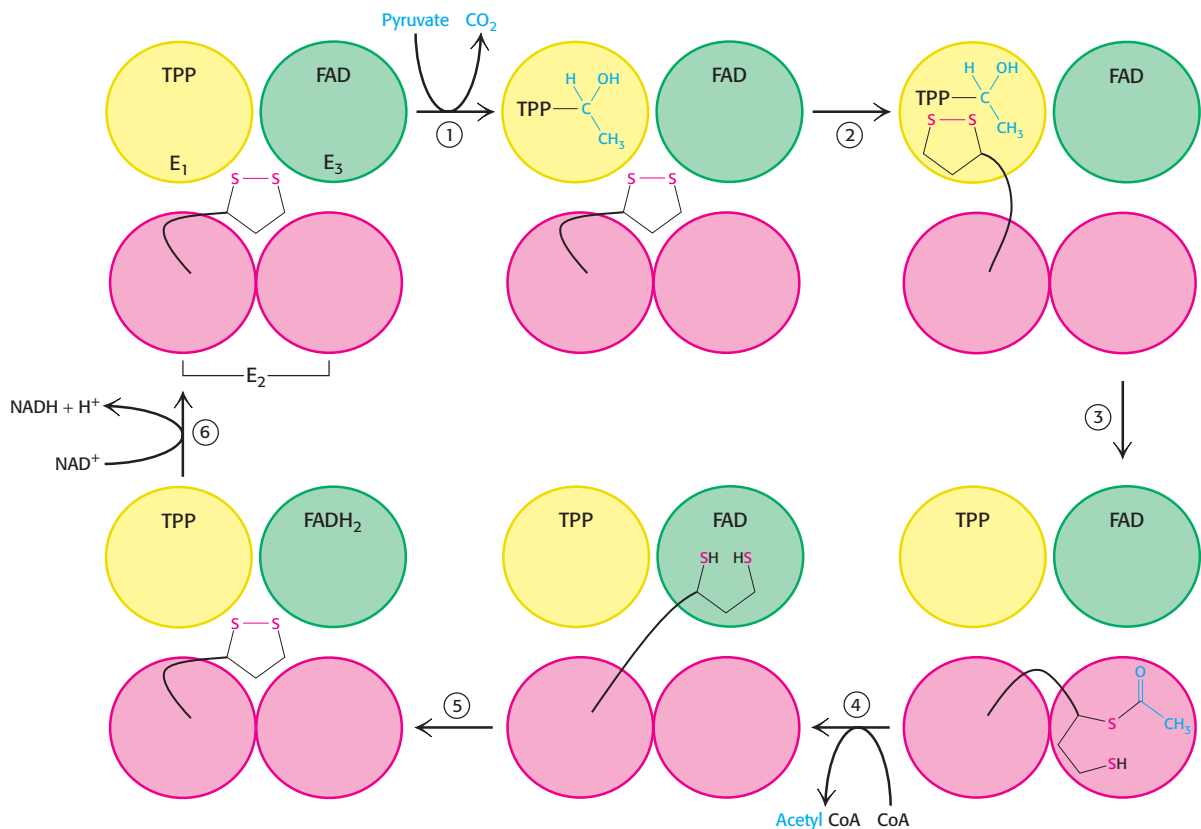 Pyruvate CO₂
TPP FAD
E₁ E₃
S S
E₂
①
H OH
TPP C
CH₃
FAD
S S
②
H OH
TPP C
CH₃
S S
FAD
③
TPP FAD
O
S CH₃
SH
④
Acetyl CoA CoA
TPP FAD
SH HS
⑤
TPP FADH₂
S S
⑥
NADH + H⁺
NAD⁺